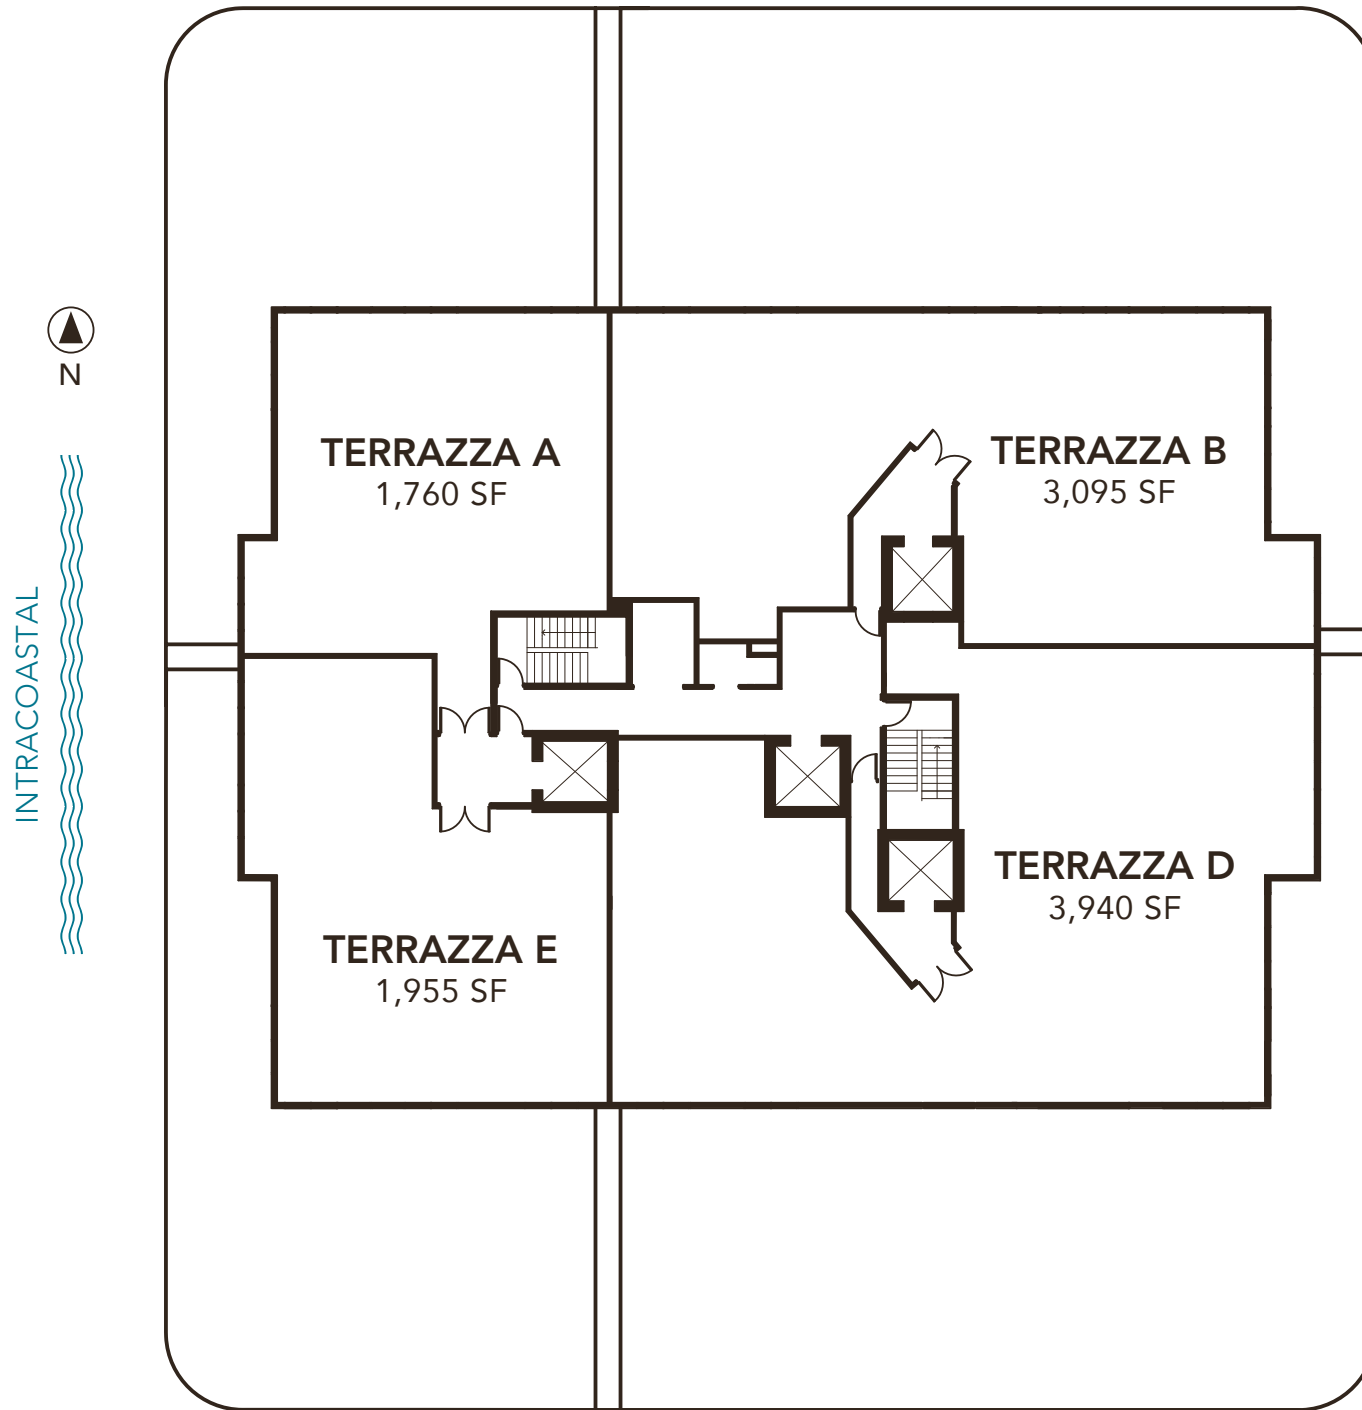 TERRAZZA A
1,760 SF
TERRAZZA B
3,095 SF
N
INTRACOASTAL
TERRAZZA D
3,940 SF
TERRAZZA E
1,955 SF